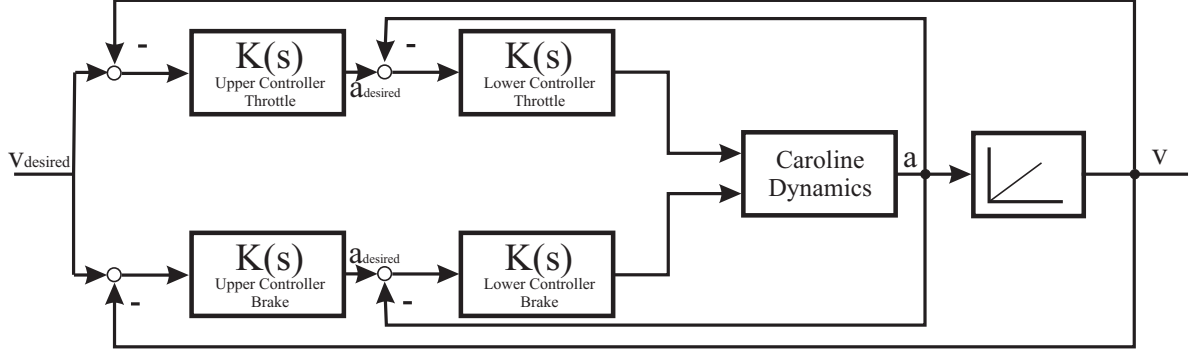 -
K(s)
Upper Controller
Throttle
a desired
-
K(s)
Lower Controller
Throttle
v desired
Caroline
Dynamics
a
v
K(s)
Upper Controller
Brake
-
a desired
K(s)
Lower Controller
Brake
-